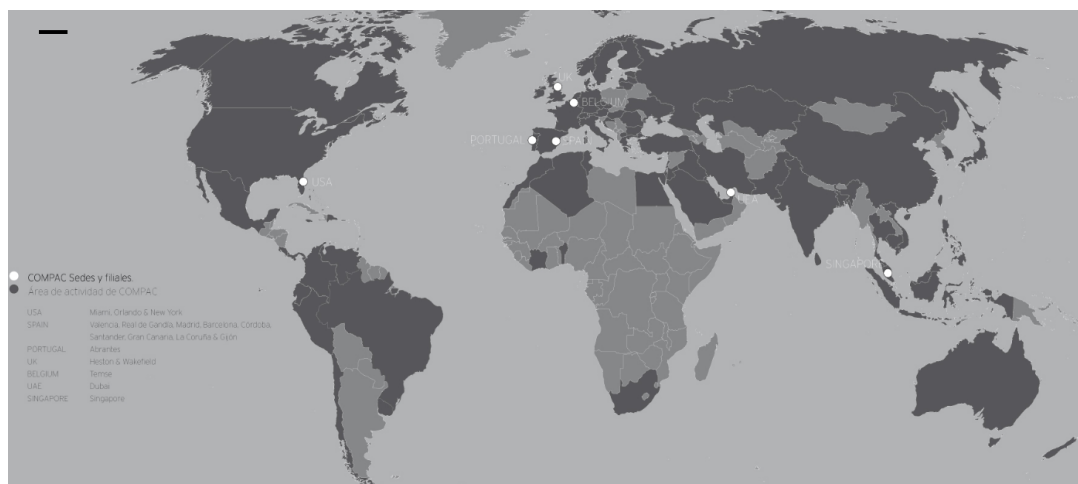 UK
BELGIUM
PORTUGAL
SPAIN
USA
UEA
SINGAPORE
COMPAC Sedes y filiales.
Área de actividad de COMPAC
USA Miami, Orlando & New York
SPAIN Valencia, Real de Gandía, Madrid, Barcelona, Córdoba,
Santander, Gran Canaria, La Coruña & Gijón
PORTUGAL Abrantes
UK Heston & Wakefield
BELGIUM Temse
UAE Dubai
SINGAPORE Singapore